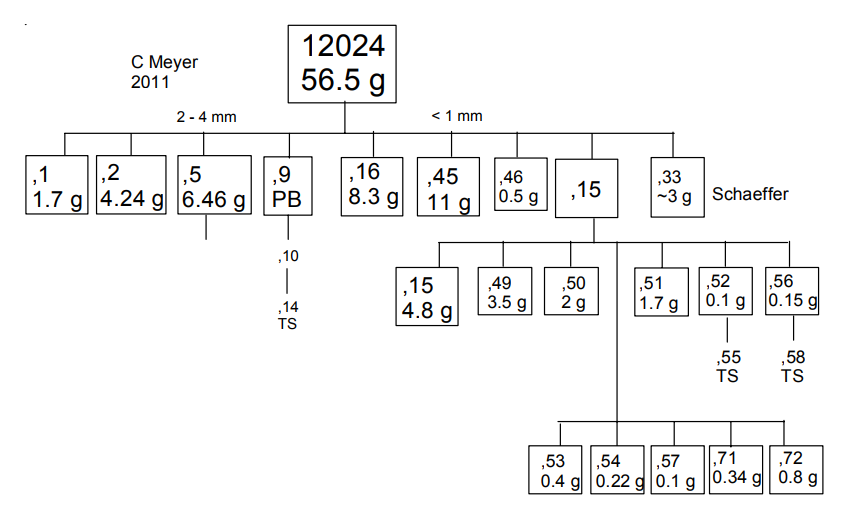 12024
56.5 g
C Meyer
2011
2 - 4 mm
< 1 mm
,1
1.7 g
,2
4.24 g
,5
6.46 g
,9
PB
,16
8.3 g
,45
11 g
,46
0.5 g
,15
,33
~3 g
Schaeffer
,10
,14
TS
,15
4.8 g
,49
3.5 g
,50
2 g
,51
1.7 g
,52
0.1 g
,56
0.15 g
,55
TS
,58
TS
,53
0.4 g
,54
0.22 g
,57
0.1 g
,71
0.34 g
,72
0.8 g